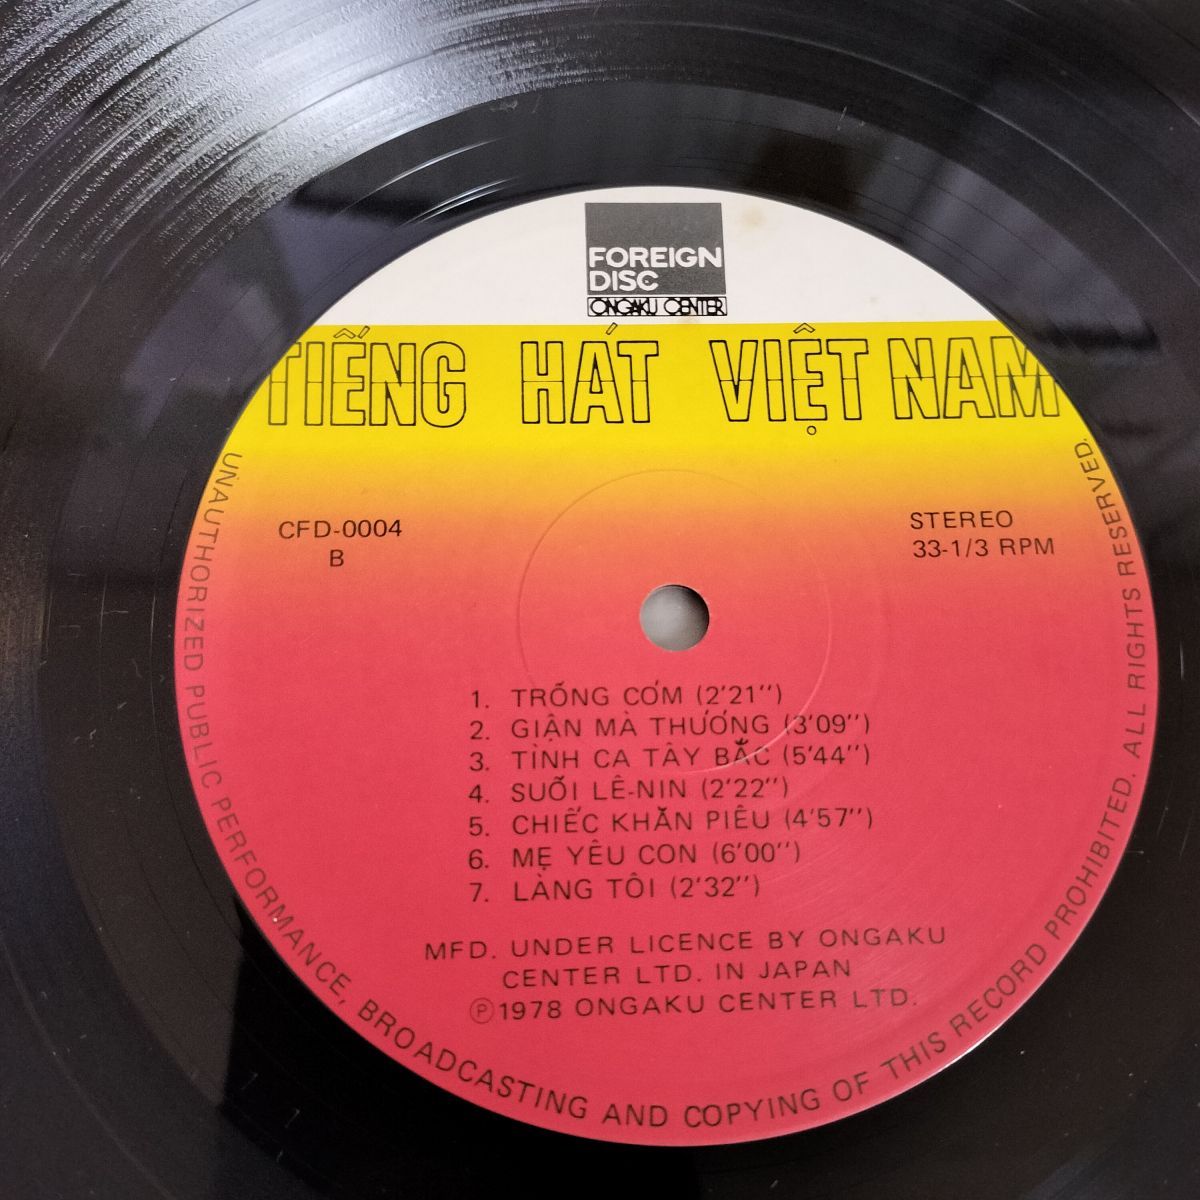 FOREIGN
DISC
ONGAKU CENTER
TIẾNG HÁT VIỆT NAM
CFD-0004
B
STEREO
33-1/3 RPM
1. TRỐNG CƠM (2'21")
2. GIẬN MÀ THƯƠNG (3'09")
3. TÌNH CA TÂY BẮC (5'44")
4. SUỐI LÊ-NIN (2'22")
5. CHIẾC KHĂN PIÊU (4'57")
6. MẸ YÊU CON (6'00")
7. LÀNG TÔI (2'32")
MFD. UNDER LICENCE BY ONGAKU
CENTER LTD. IN JAPAN
Ⓟ1978 ONGAKU CENTER LTD.
UNAUTHORIZED PUBLIC PERFORMANCE, BROADCASTING AND COPYING OF THIS RECORD PROHIBITED. ALL RIGHTS RESERVED.